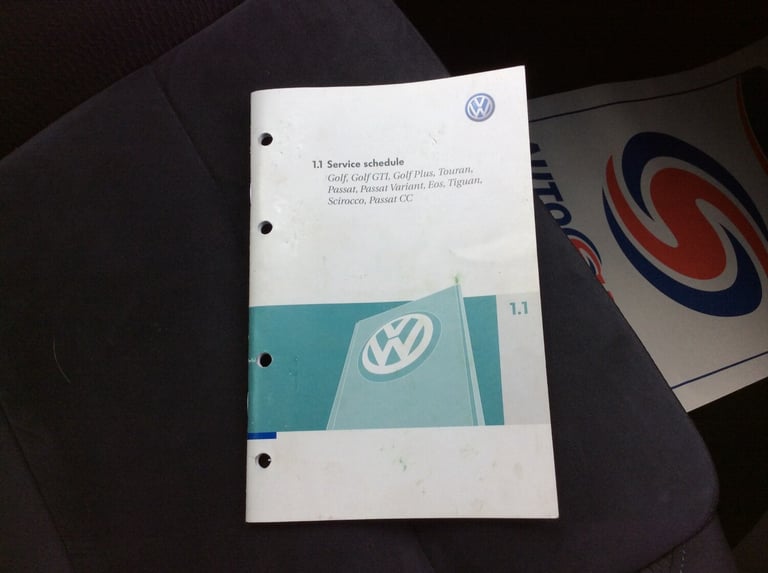 1.1 Service schedule
Golf, Golf GTI, Golf Plus, Touran,
Passat, Passat Variant, Eos, Tiguan,
Scirocco, Passat CC
1.1
AUTO